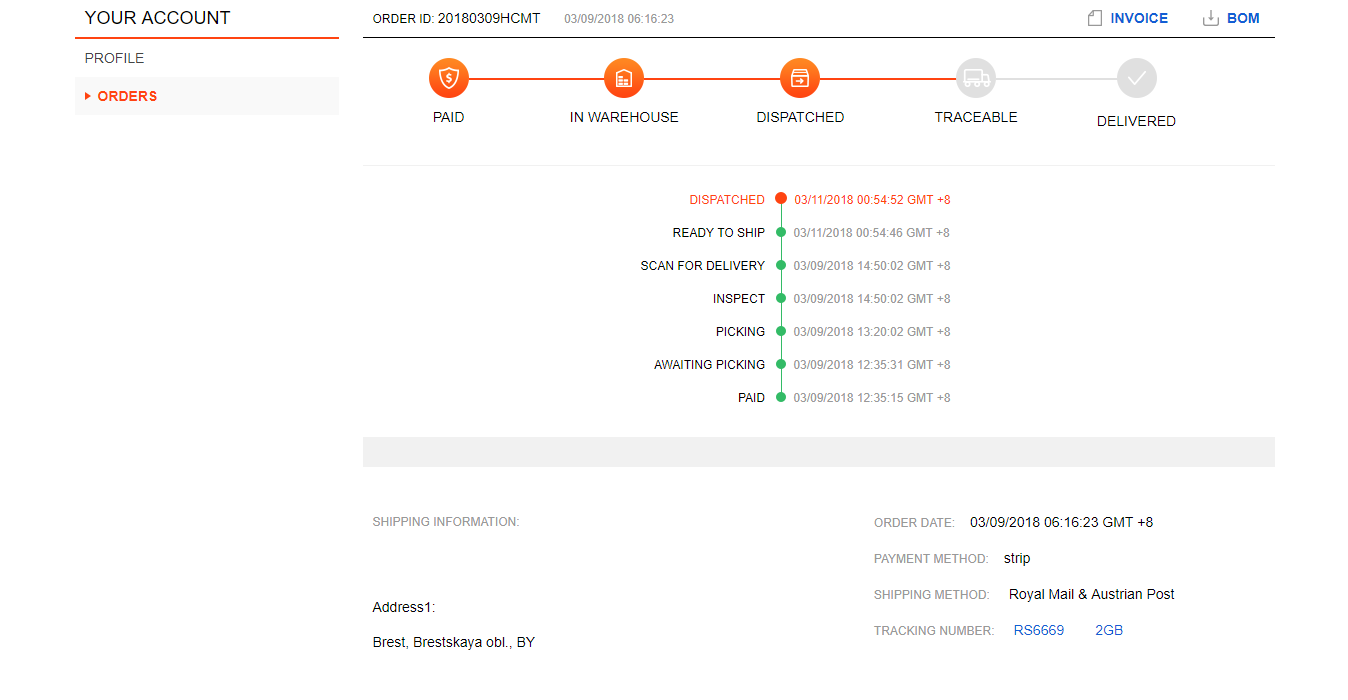 YOUR ACCOUNT
PROFILE
ORDERS
ORDER ID: 20180309HCMT 03/09/2018 06:16:23 INVOICE BOM
PAID IN WAREHOUSE DISPATCHED TRACEABLE DELIVERED
DISPATCHED 03/11/2018 00:54:52 GMT +8
READY TO SHIP 03/11/2018 00:54:46 GMT +8
SCAN FOR DELIVERY 03/09/2018 14:50:02 GMT +8
INSPECT 03/09/2018 14:50:02 GMT +8
PICKING 03/09/2018 13:20:02 GMT +8
AWAITING PICKING 03/09/2018 12:35:31 GMT +8
PAID 03/09/2018 12:35:15 GMT +8
SHIPPING INFORMATION:
Address1:
Brest, Brestskaya obl., BY
ORDER DATE: 03/09/2018 06:16:23 GMT +8
PAYMENT METHOD: strip
SHIPPING METHOD: Royal Mail & Austrian Post
TRACKING NUMBER: RS6669 2GB